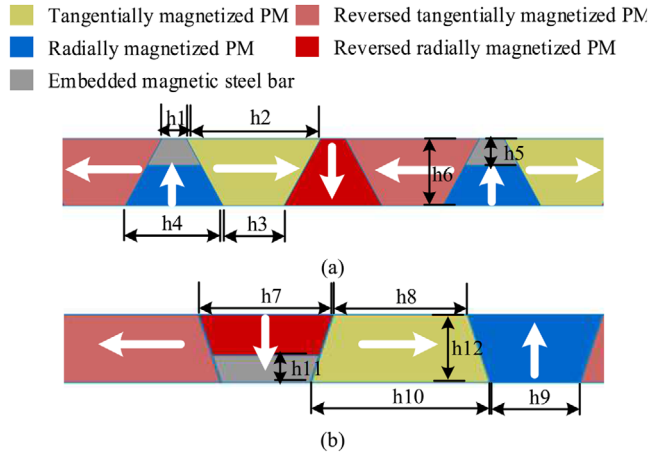 Tangentially magnetized PM
Reversed tangentially magnetized PM
Radially magnetized PM
Reversed radially magnetized PM
Embedded magnetic steel bar
h1
h2
h5
h6
h4
h3
(a)
h7
h8
h12
h11
h10
h9
(b)